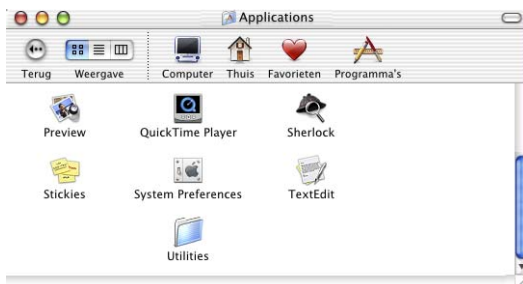 Applications
Terug Weergave Computer Thuis Favorieten Programma's
Preview QuickTime Player Sherlock
Stickies System Preferences TextEdit
Utilities